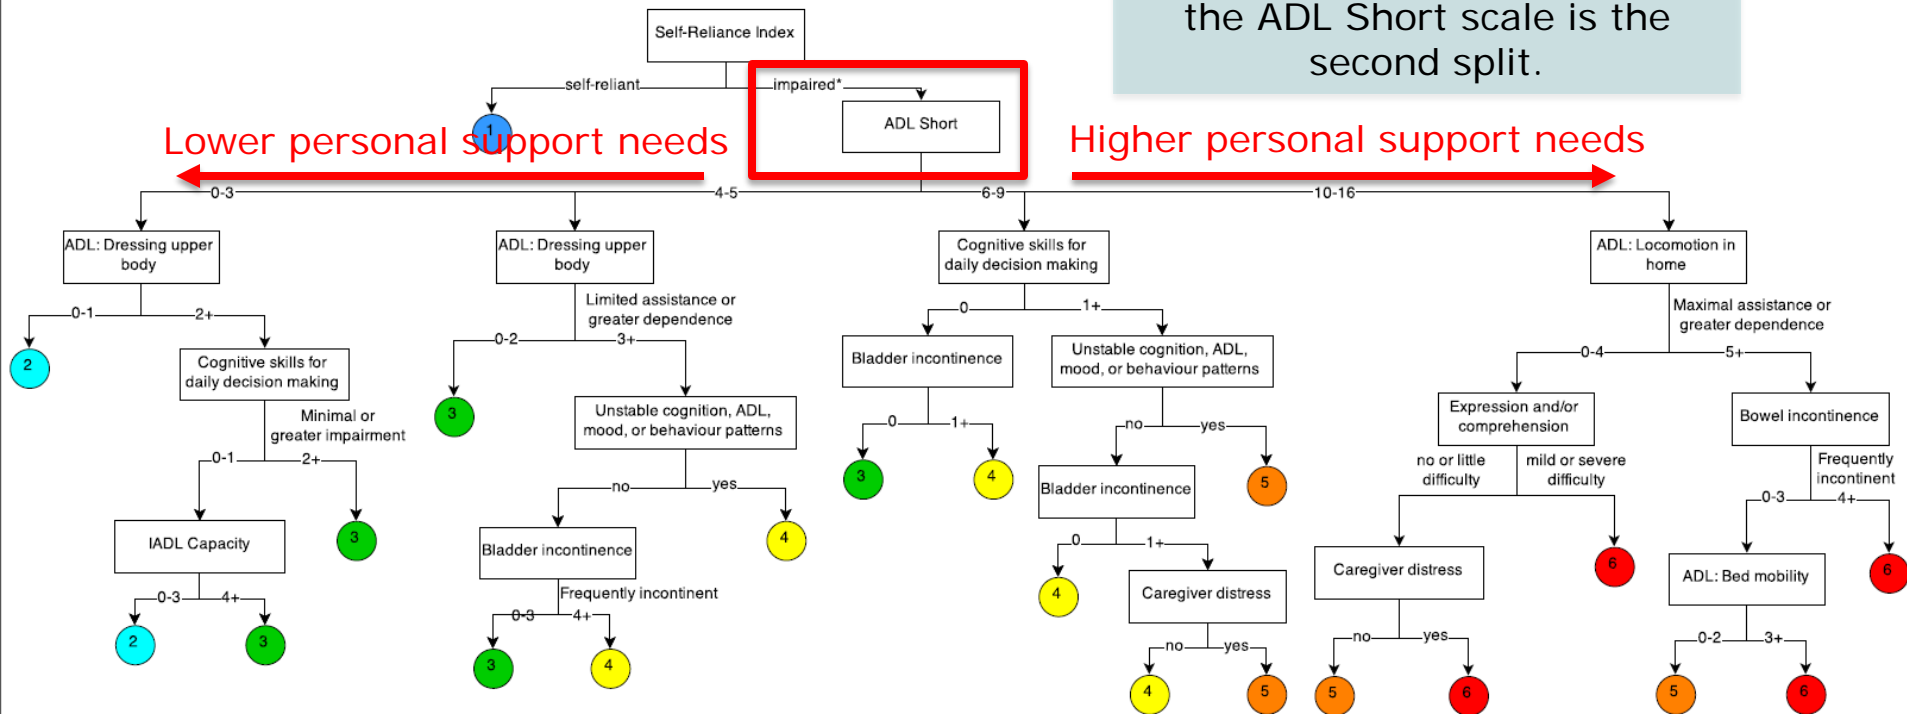 the ADL Short scale is the
second split.
Self-Reliance Index
self-reliant
impaired*
1
ADL Short
Lower personal support needs
Higher personal support needs
0-3
4-5
6-9
10-16
ADL: Dressing upper
body
ADL: Dressing upper
body
Cognitive skills for
daily decision making
ADL: Locomotion in
home
0-1
2+
Limited assistance or
greater dependence
0-2
3+
0
1+
Maximal assistance or
greater dependence
0-4
5+
2
Cognitive skills for
daily decision making
3
Bladder incontinence
Unstable cognition, ADL,
mood, or behaviour patterns
Expression and/or
comprehension
Bowel incontinence
Minimal or
greater impairment
0-1
2+
Unstable cognition, ADL,
mood, or behaviour patterns
0
1+
no
yes
no or little
difficulty
mild or severe
difficulty
Frequently
incontinent
0-3
4+
IADL Capacity
3
no
yes
3
4
Bladder incontinence
5
0-3
4+
Bladder incontinence
4
0
1+
Caregiver distress
6
ADL: Bed mobility
6
2
3
Frequently incontinent
0-3
4+
4
Caregiver distress
no
yes
0-2
3+
3
4
no
yes
4
5
5
6
5
6